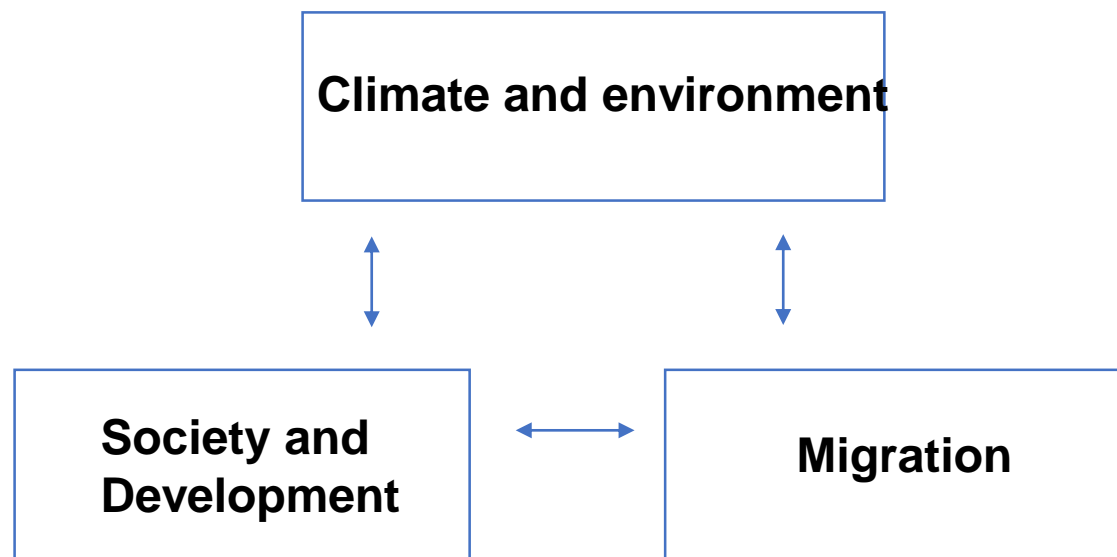 Climate and environment
Society and
Development
Migration